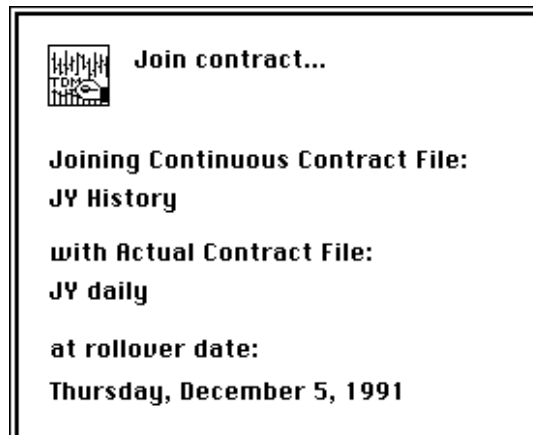 Join contract...
TDM
Joining Continuous Contract File:
JY History
with Actual Contract File:
JY daily
at rollover date:
Thursday, December 5, 1991